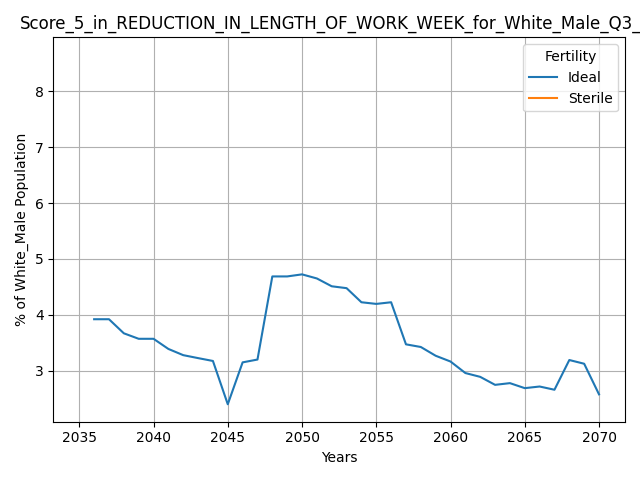 Score_5_in_REDUCTION_IN_LENGTH_OF_WORK_WEEK_for_White_Male_Q3_
Fertility
Ideal
Sterile
% of White_Male Population
8
7
6
5
4
3
2035 2040 2045 2050 2055 2060 2065 2070
Years